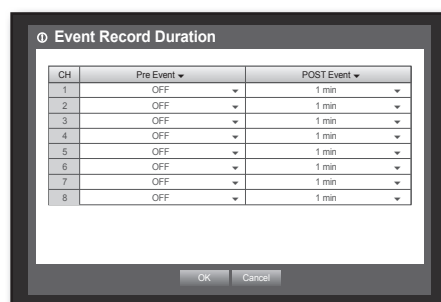 Event Record Duration
CH Pre Event POST Event
1 OFF 1 min
2 OFF 1 min
3 OFF 1 min
4 OFF 1 min
5 OFF 1 min
6 OFF 1 min
7 OFF 1 min
8 OFF 1 min
OK Cancel